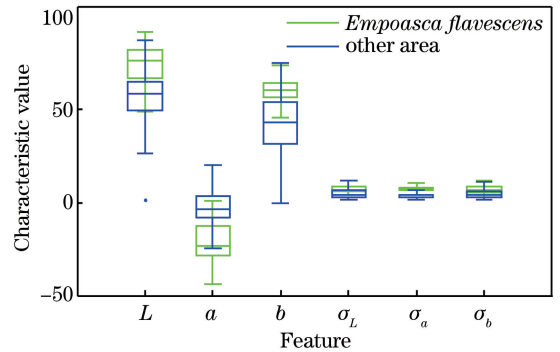 Empoasca flavescens
other area
Characteristic value
100
50
0
−50
L
a
b
σL
σa
σb
Feature